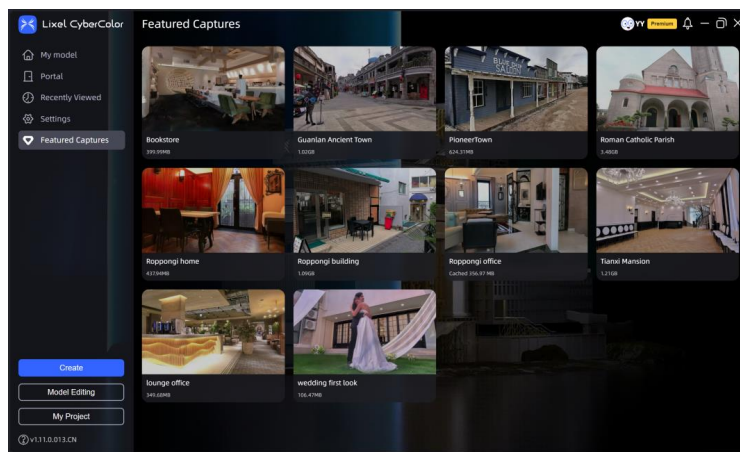 Lixel CyberColor
Featured Captures
YY Premium
My model
Portal
Recently Viewed
Settings
Featured Captures
BLUE DOT
SALOON
Bookstore
399.99MB
Guanlan Ancient Town
1.02GB
PioneerTown
624.31MB
Roman Catholic Parish
3.48GB
Roppongi home
437.94MB
Roppongi building
1.09GB
Roppongi office
Cached 356.97 MB
Tianxi Mansion
1.21GB
lounge office
349.68MB
wedding first look
106.47MB
Create
Model Editing
My Project
v1.11.0.013.CN